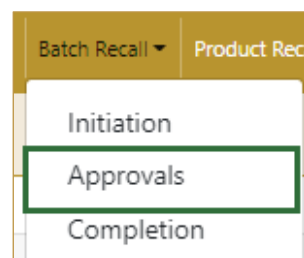 Batch Recall Product Rec
Initiation
Approvals
Completion